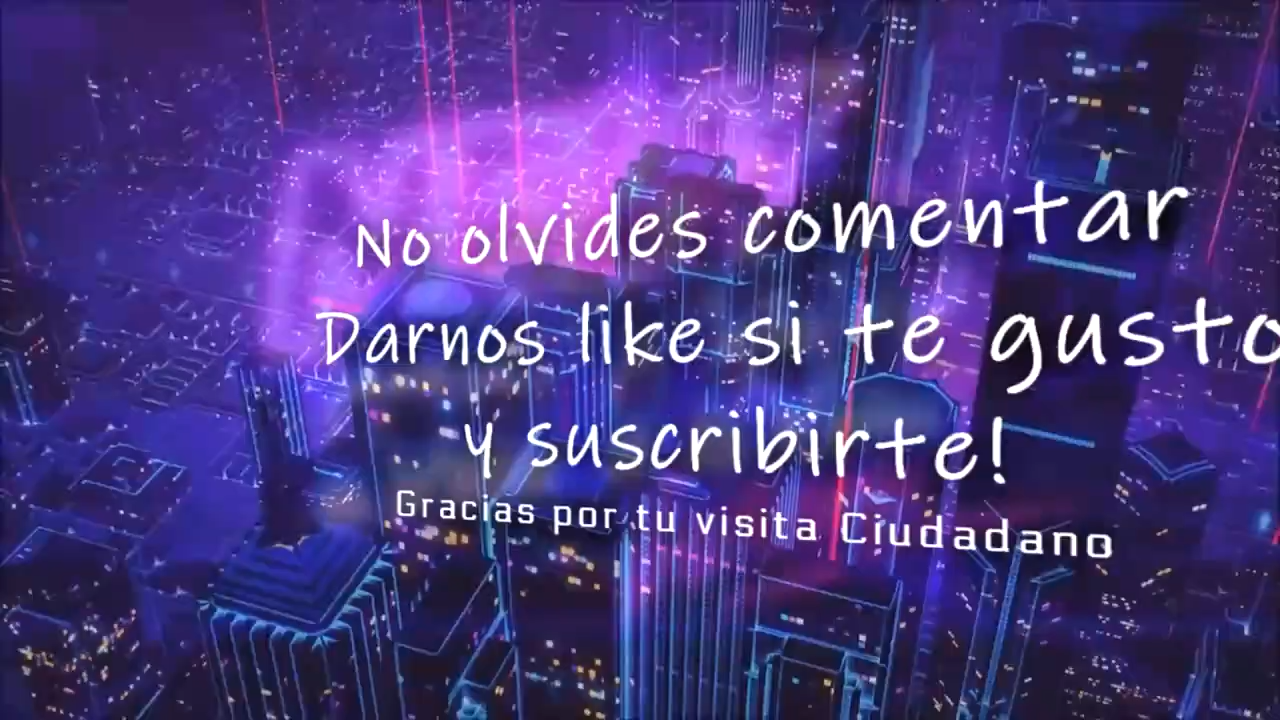 No olvides comentar
Darnos like si te gusto
y suscribirte!
Gracias por tu visita Ciudadano